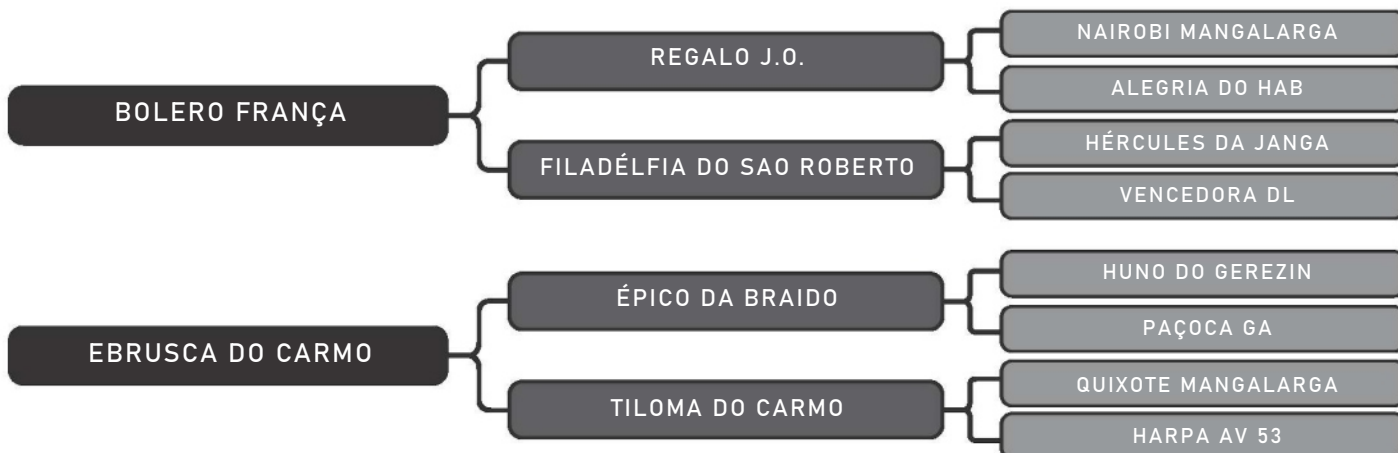 BOLERO FRANÇA
REGALO J.O.
NAIROBI MANGALARGA
ALEGRIA DO HAB
FILADÉLFIA DO SAO ROBERTO
HÉRCULES DA JANGA
VENCEDORA DL
EBRUSCA DO CARMO
ÉPICO DA BRAIDO
HUNO DO GEREZIN
PAÇOCA GA
TILOMA DO CARMO
QUIXOTE MANGALARGA
HARPA AV 53